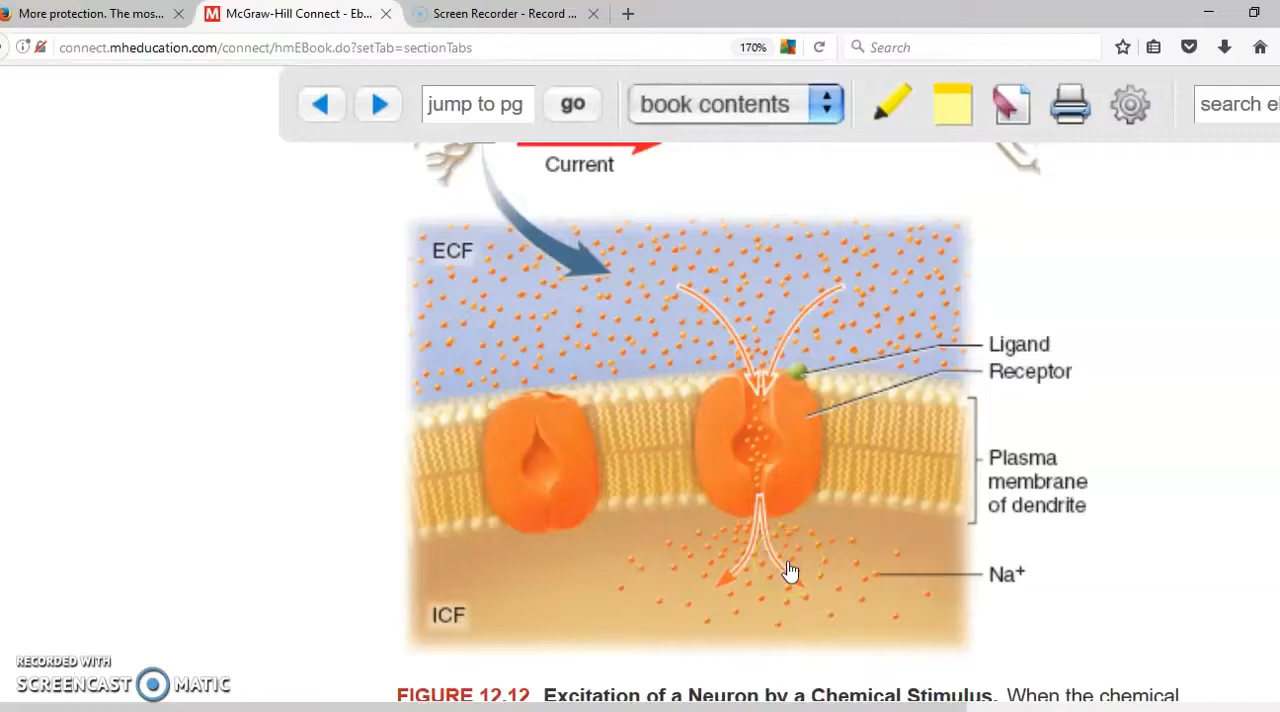 More protection. The mos...
McGraw-Hill Connect - Eb...
Screen Recorder - Record ...
connect.mheducation.com/connect/hmEBook.do?setTab=sectionTabs
170%
Search
jump to pg
go
book contents
search el
Current
ECF
Ligand
Receptor
Plasma
membrane
of dendrite
Na+
ICF
RECORDED WITH
SCREENCAST MATIC
FIGURE 12.12 Excitation of a Neuron by a Chemical Stimulus. When the chemical